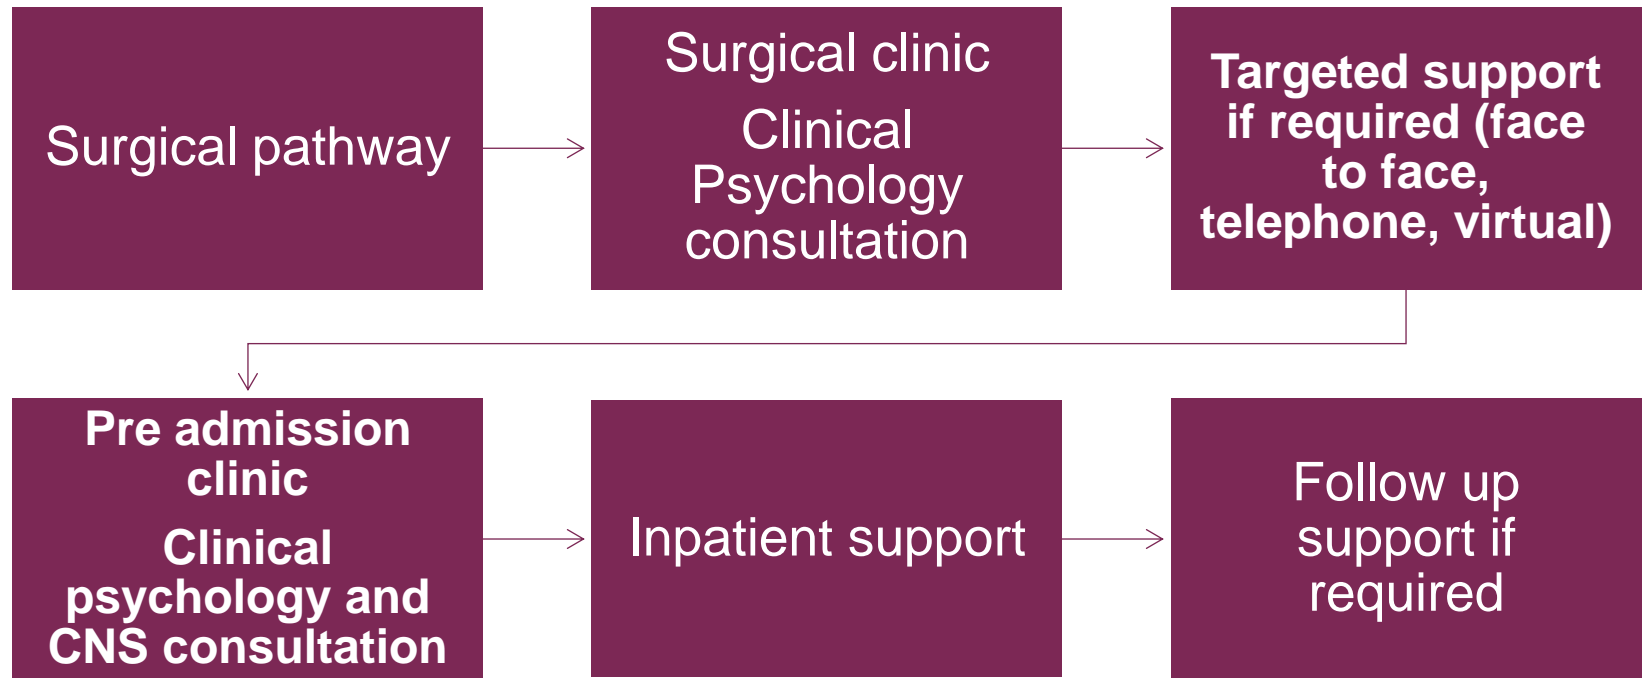 Surgical pathway
Surgical clinic
Clinical
Psychology
consultation
Targeted support
if required (face
to face,
telephone, virtual)
Pre admission
clinic
Clinical
psychology and
CNS consultation
Inpatient support
Follow up
support if
required